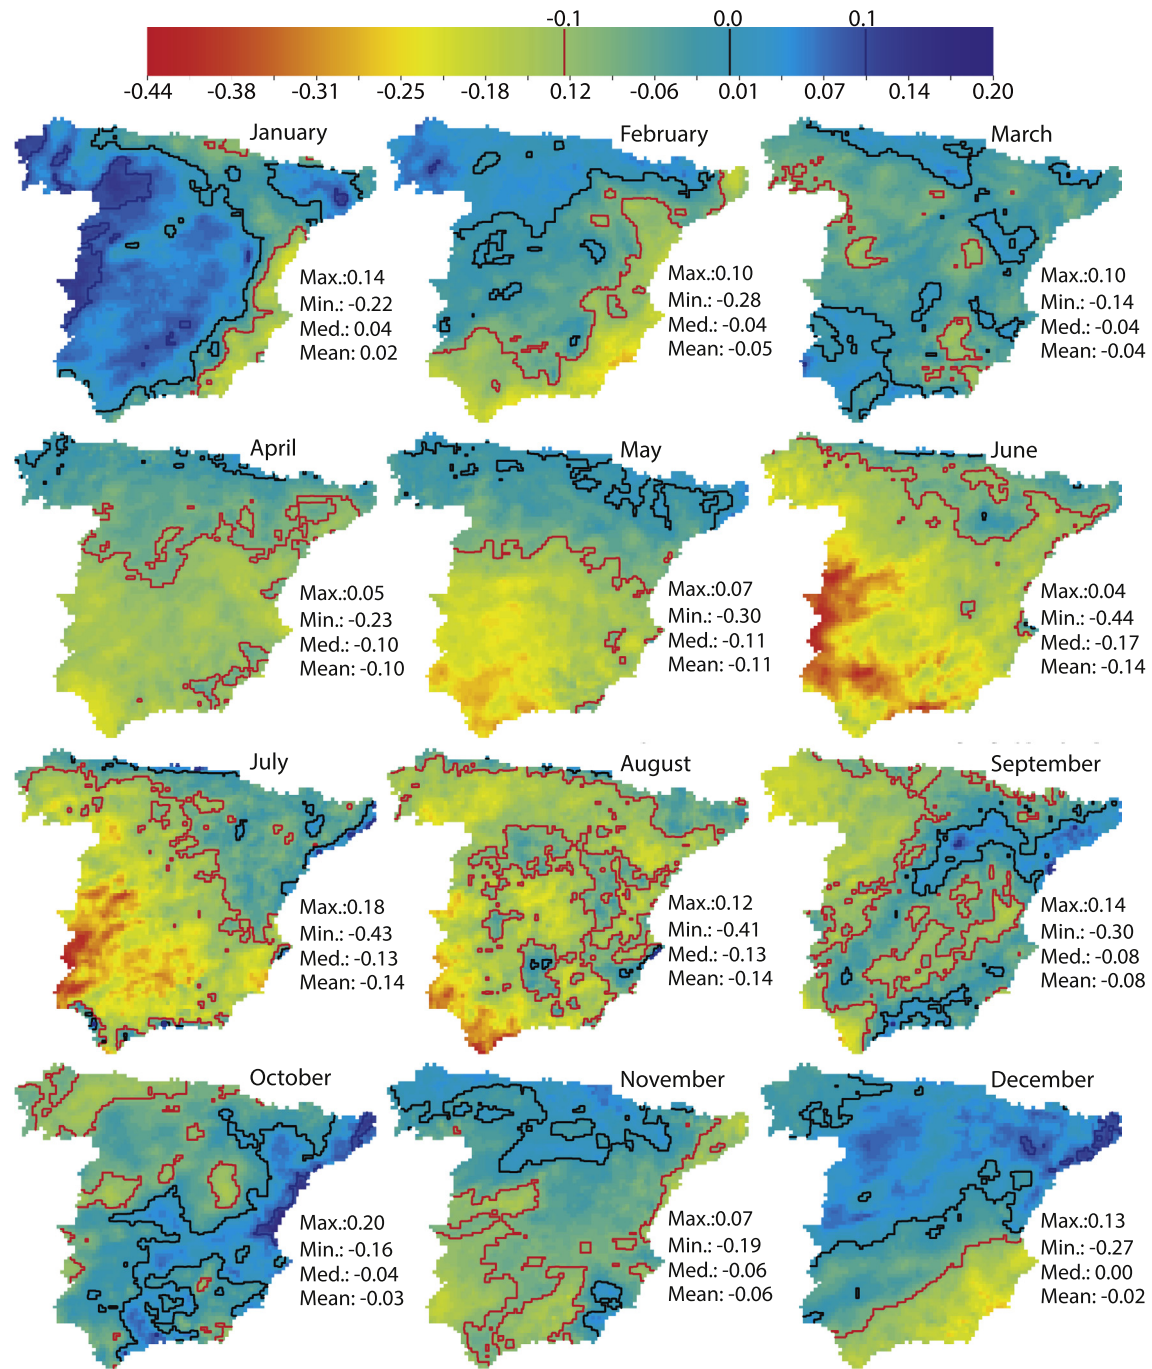 -0.1 0.0 0.1
-0.44 -0.38 -0.31 -0.25 -0.18 0.12 -0.06 0.01 0.07 0.14 0.20
January
Max.:0.14
Min.: -0.22
Med.: 0.04
Mean: 0.02
February
Max.:0.10
Min.: -0.28
Med.: -0.04
Mean: -0.05
March
Max.:0.10
Min.: -0.14
Med.: -0.04
Mean: -0.04
April
Max.:0.05
Min.: -0.23
Med.: -0.10
Mean: -0.10
May
Max.:0.07
Min.: -0.30
Med.: -0.11
Mean: -0.11
June
Max.:0.04
Min.: -0.44
Med.: -0.17
Mean: -0.14
July
Max.:0.18
Min.: -0.43
Med.: -0.13
Mean: -0.14
August
Max.:0.12
Min.: -0.41
Med.: -0.13
Mean: -0.14
September
Max.:0.14
Min.: -0.30
Med.: -0.08
Mean: -0.08
October
Max.:0.20
Min.: -0.16
Med.: -0.04
Mean: -0.03
November
Max.:0.07
Min.: -0.19
Med.: -0.06
Mean: -0.06
December
Max.:0.13
Min.: -0.27
Med.: 0.00
Mean: -0.02